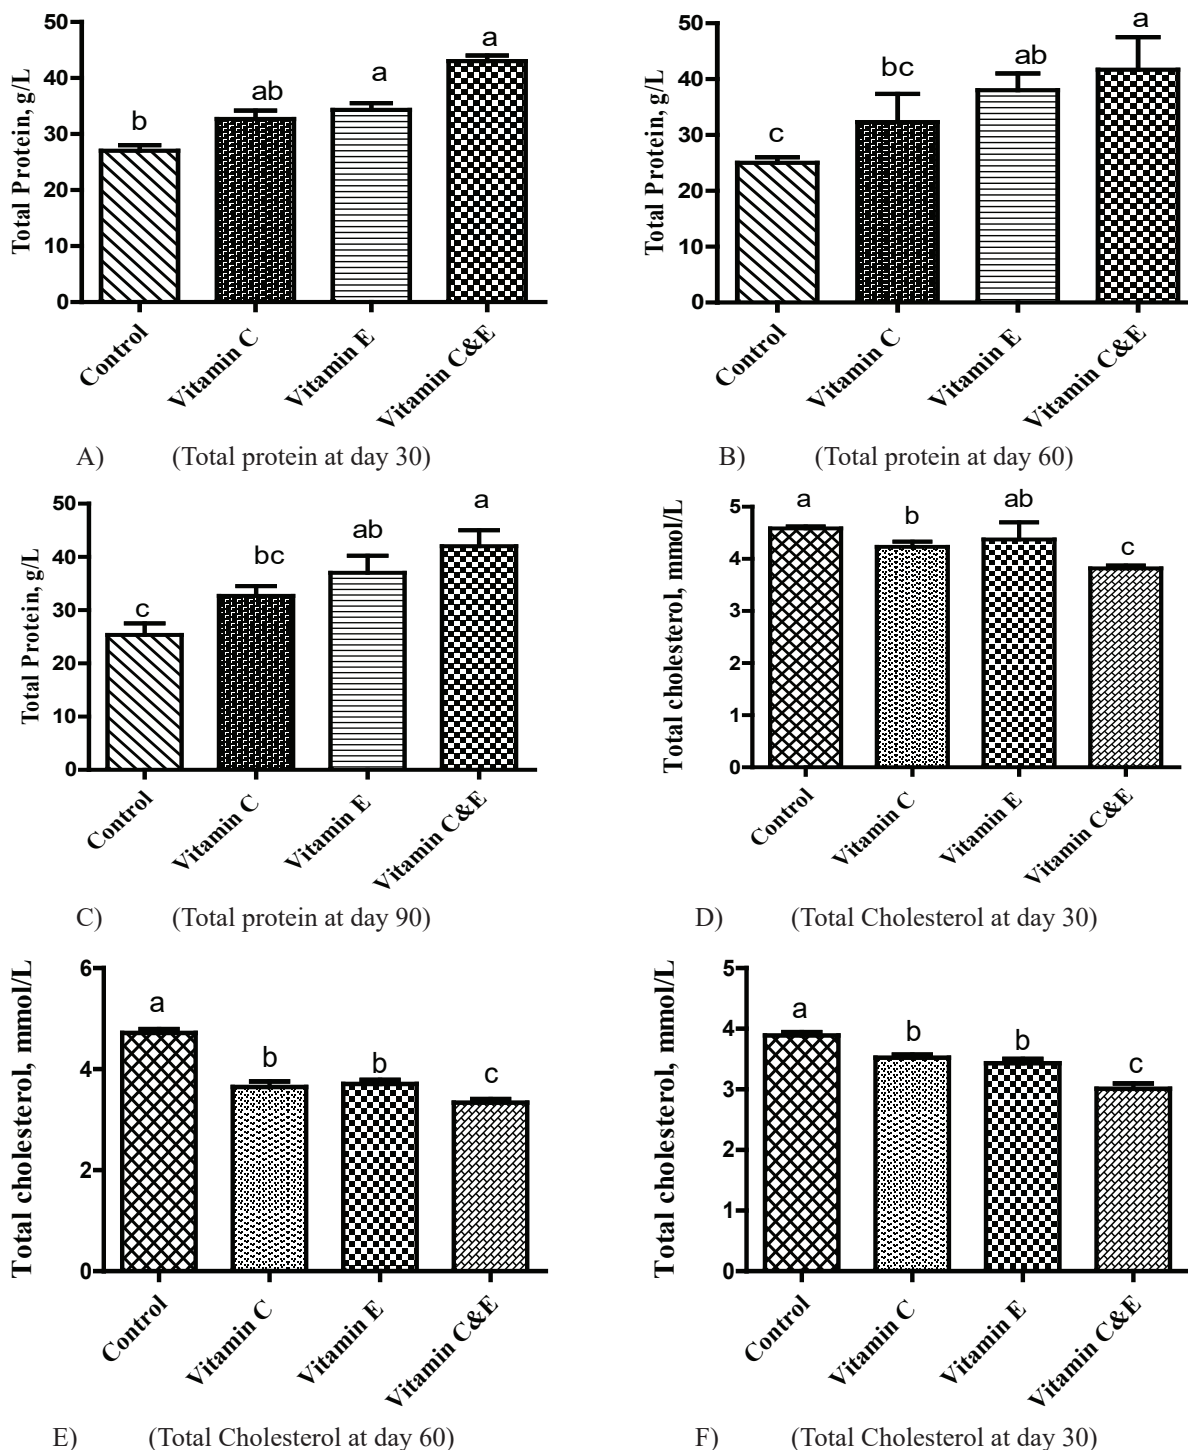 50
40
30
20
10
0
Total Protein, g/L
b
ab
a
a
Control
Vitamin C
Vitamin E
Vitamin C&E
A) (Total protein at day 30)
50
40
30
20
10
0
Total Protein, g/L
c
bc
ab
a
Control
Vitamin C
Vitamin E
Vitamin C&E
B) (Total protein at day 60)
50
40
30
20
10
0
Total Protein, g/L
c
bc
ab
a
Control
Vitamin C
Vitamin E
Vitamin C&E
C) (Total protein at day 90)
5
4
3
2
1
0
Total cholesterol, mmol/L
a
b
ab
c
Control
Vitamin C
Vitamin E
Vitamin C&E
D) (Total Cholesterol at day 30)
6
4
2
0
Total cholesterol, mmol/L
a
b
b
c
Control
Vitamin C
Vitamin E
Vitamin C&E
E) (Total Cholesterol at day 60)
5
4
3
2
1
0
Total cholesterol, mmol/L
a
b
b
c
Control
Vitamin C
Vitamin E
Vitamin C&E
F) (Total Cholesterol at day 30)